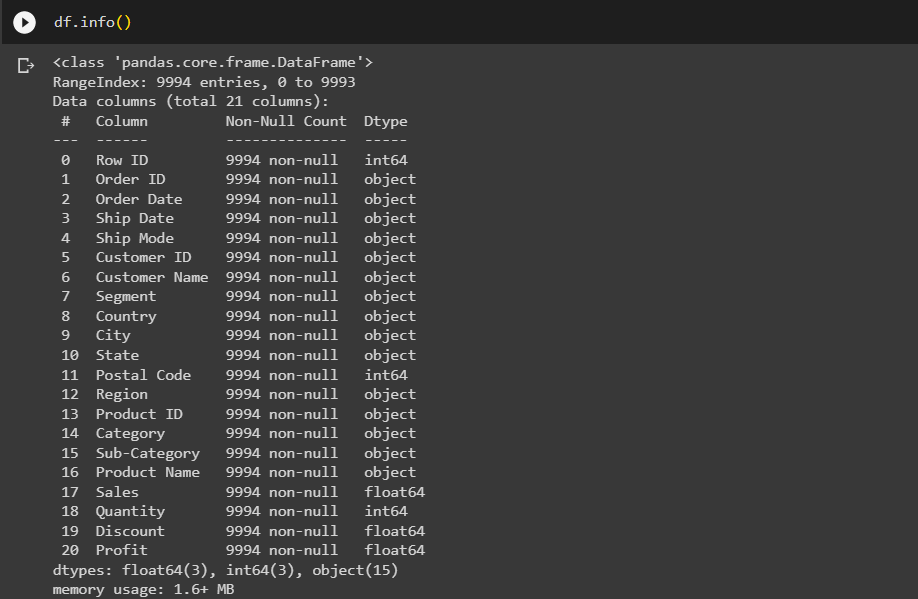 df.info()
<class 'pandas.core.frame.DataFrame'>
RangeIndex: 9994 entries, 0 to 9993
Data columns (total 21 columns):
 #   Column         Non-Null Count  Dtype
---  ------         --------------  -----
 0   Row ID         9994 non-null   int64
 1   Order ID       9994 non-null   object
 2   Order Date     9994 non-null   object
 3   Ship Date      9994 non-null   object
 4   Ship Mode      9994 non-null   object
 5   Customer ID    9994 non-null   object
 6   Customer Name  9994 non-null   object
 7   Segment        9994 non-null   object
 8   Country        9994 non-null   object
 9   City           9994 non-null   object
 10  State          9994 non-null   object
 11  Postal Code    9994 non-null   int64
 12  Region         9994 non-null   object
 13  Product ID     9994 non-null   object
 14  Category       9994 non-null   object
 15  Sub-Category   9994 non-null   object
 16  Product Name   9994 non-null   object
 17  Sales          9994 non-null   float64
 18  Quantity       9994 non-null   int64
 19  Discount       9994 non-null   float64
 20  Profit         9994 non-null   float64
dtypes: float64(3), int64(3), object(15)
memory usage: 1.6+ MB